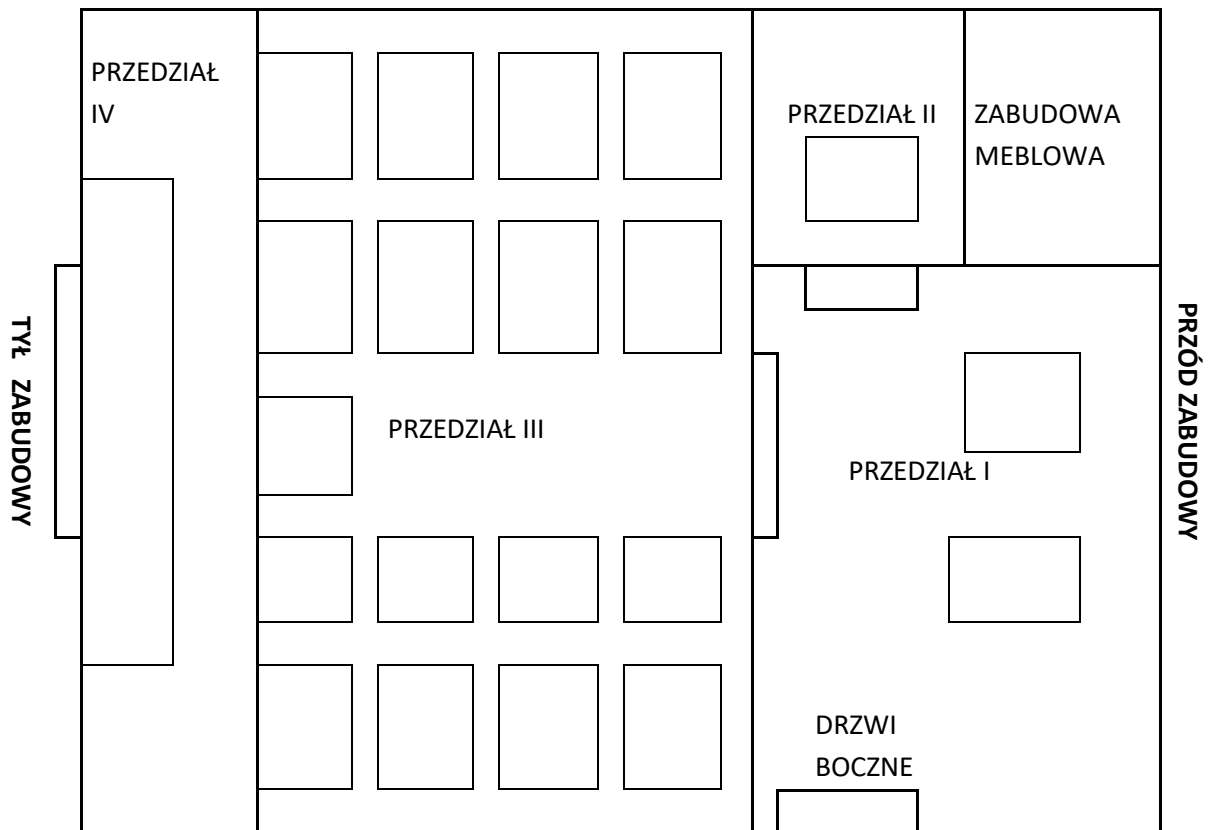 PRZEDZIAŁ
IV
PRZEDZIAŁ II
ZABUDOWA
MEBLOWA
TYŁ ZABUDOWY
PRZEDZIAŁ III
PRZEDZIAŁ I
PRZÓD ZABUDOWY
DRZWI
BOCZNE